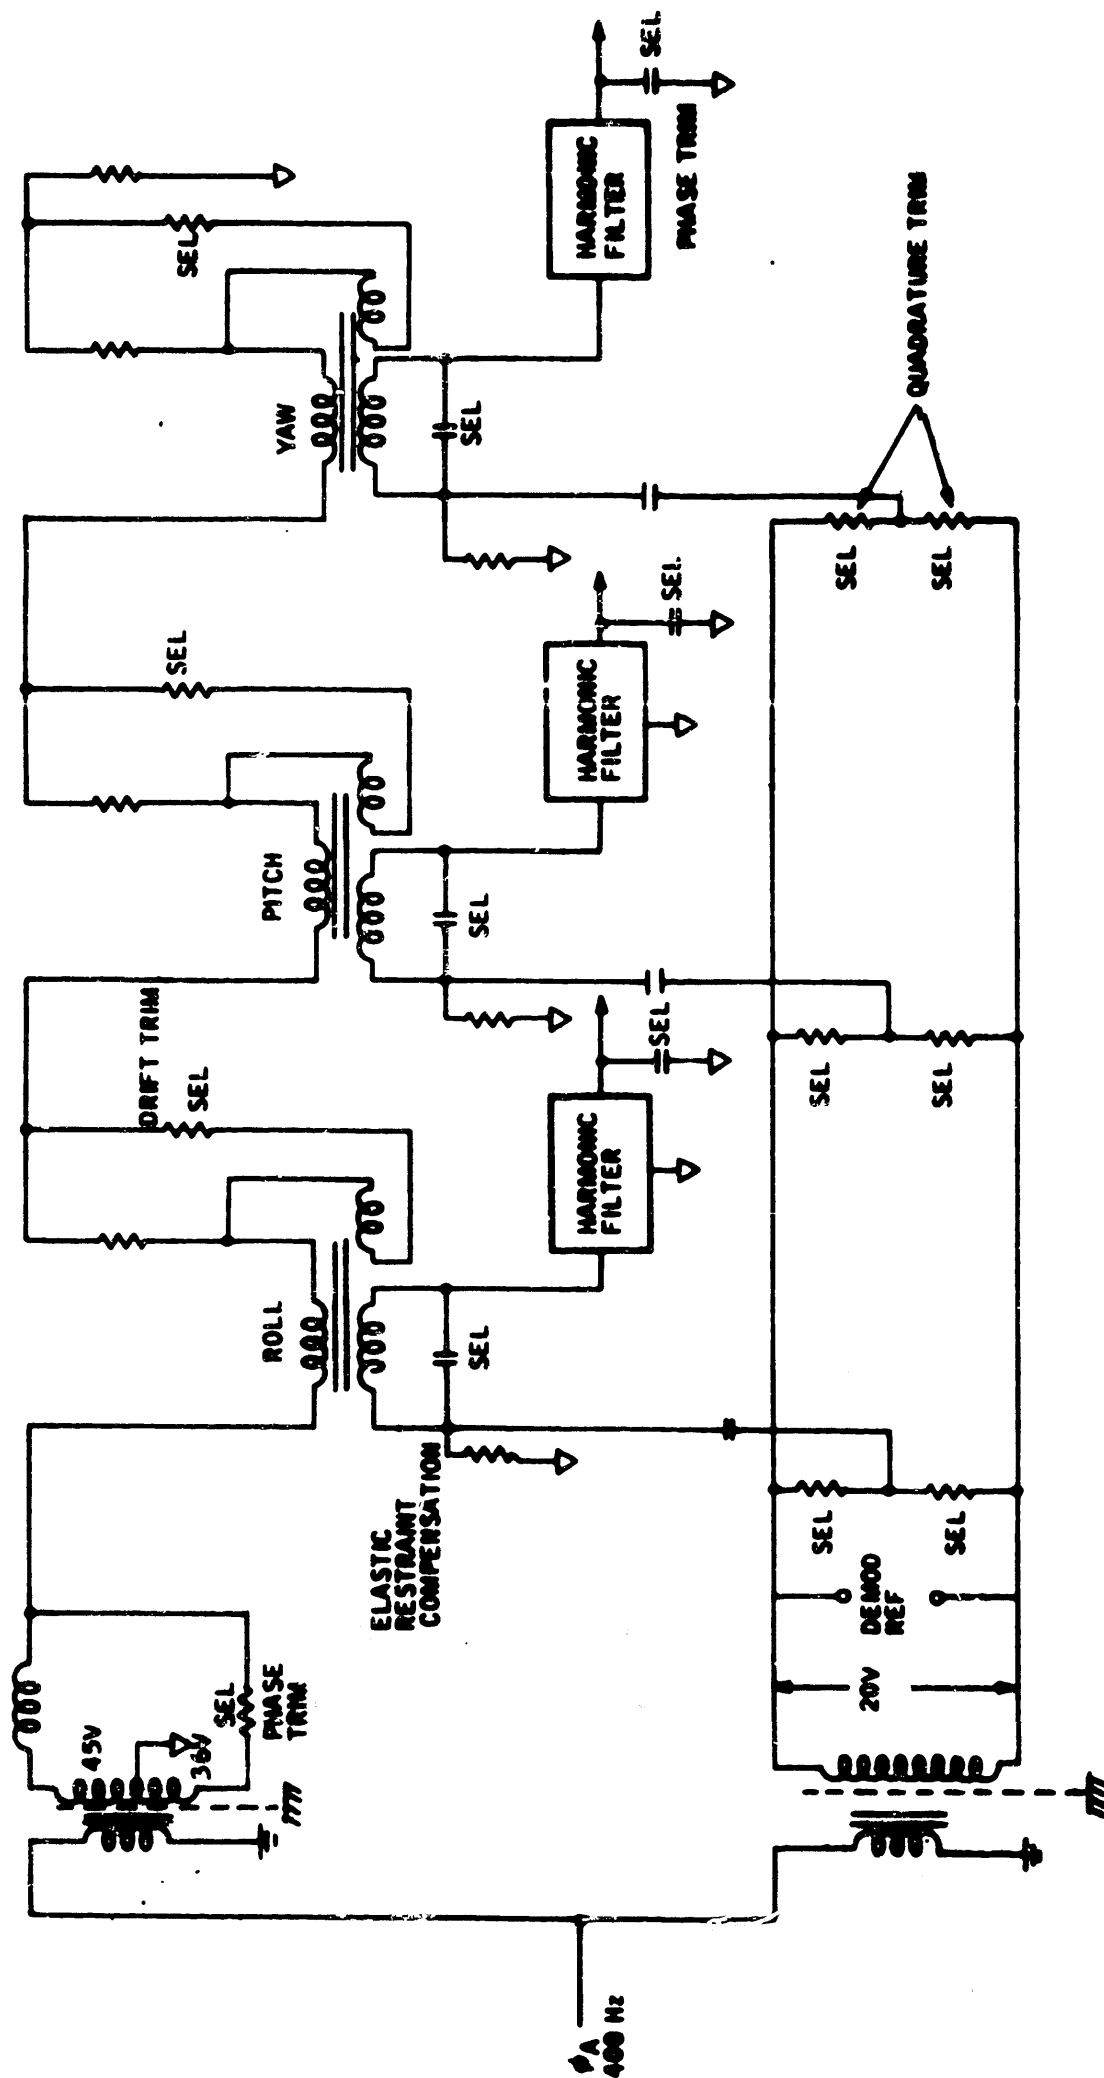 øA
400 Hz
45V
36V
SEL
PHASE
TRIM
ELASTIC
RESTRAINT
COMPENSATION
ROLL
DRIFT TRIM
SEL
SEL
HARMONIC
FILTER
SEL
PITCH
SEL
SEL
HARMONIC
FILTER
SEL
YAW
SEL
SEL
HARMONIC
FILTER
SEL
PHASE TRIM
20V
DEMOD
REF
SEL
SEL
SEL
SEL
SEL
SEL
QUADRATURE TRIM